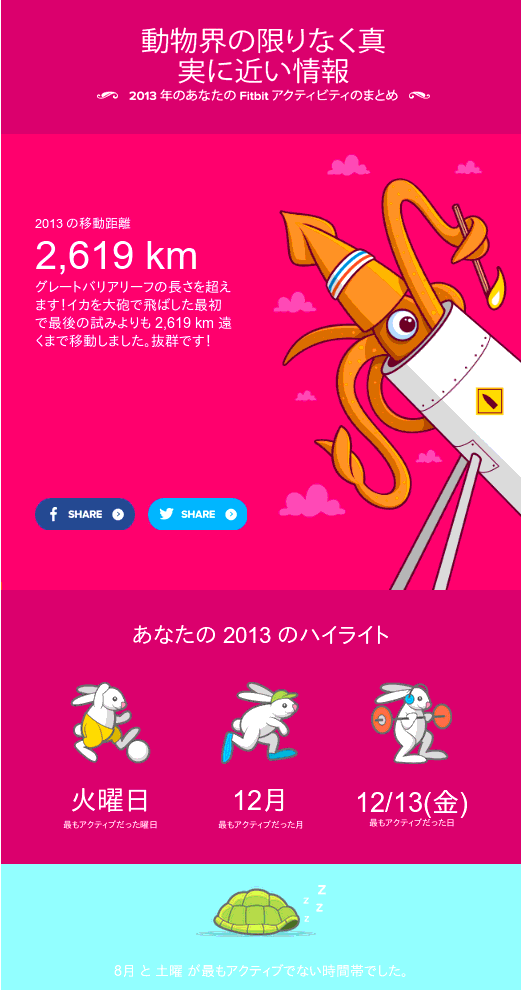 動物界の限りなく真
実に近い情報
2013 年のあなたの Fitbit アクティビティのまとめ
2013 の移動距離
2,619 km
グレートバリアリーフの長さを超え
ます！イカを大砲で飛ばした最初
で最後の試みよりも 2,619 km 遠
くまで移動しました。抜群です！
SHARE SHARE
あなたの 2013 のハイライト
火曜日 12月 12/13(金)
最もアクティブだった曜日 最もアクティブだった月 最もアクティブだった日
z z z z
8月 と 土曜 が最もアクティブでない時間帯でした。